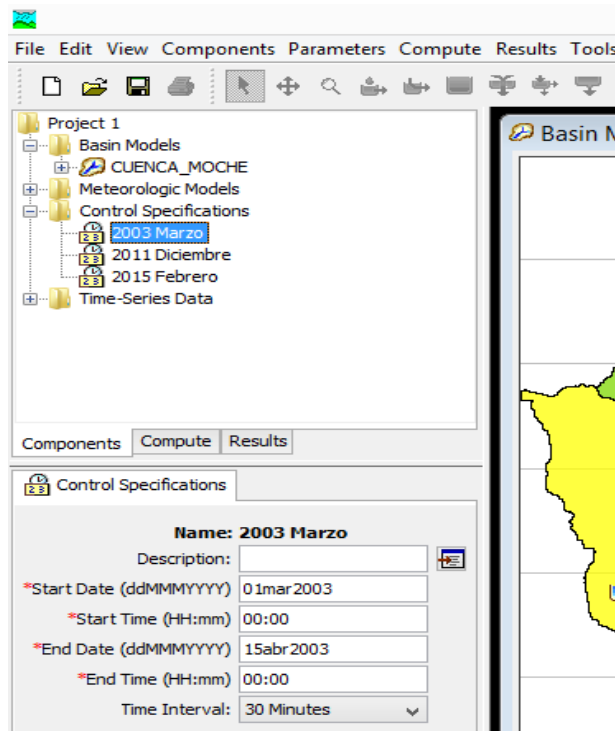 File Edit View Components Parameters Compute Results Tools
Project 1
Basin Models
CUENCA_MOCHE
Meteorologic Models
Control Specifications
2003 Marzo
2011 Diciembre
2015 Febrero
Time-Series Data
Components Compute Results
Basin M
Control Specifications
Name: 2003 Marzo
Description:
*Start Date (ddMMMYYYY) 01mar2003
*Start Time (HH:mm) 00:00
*End Date (ddMMMYYYY) 15abr2003
*End Time (HH:mm) 00:00
Time Interval: 30 Minutes